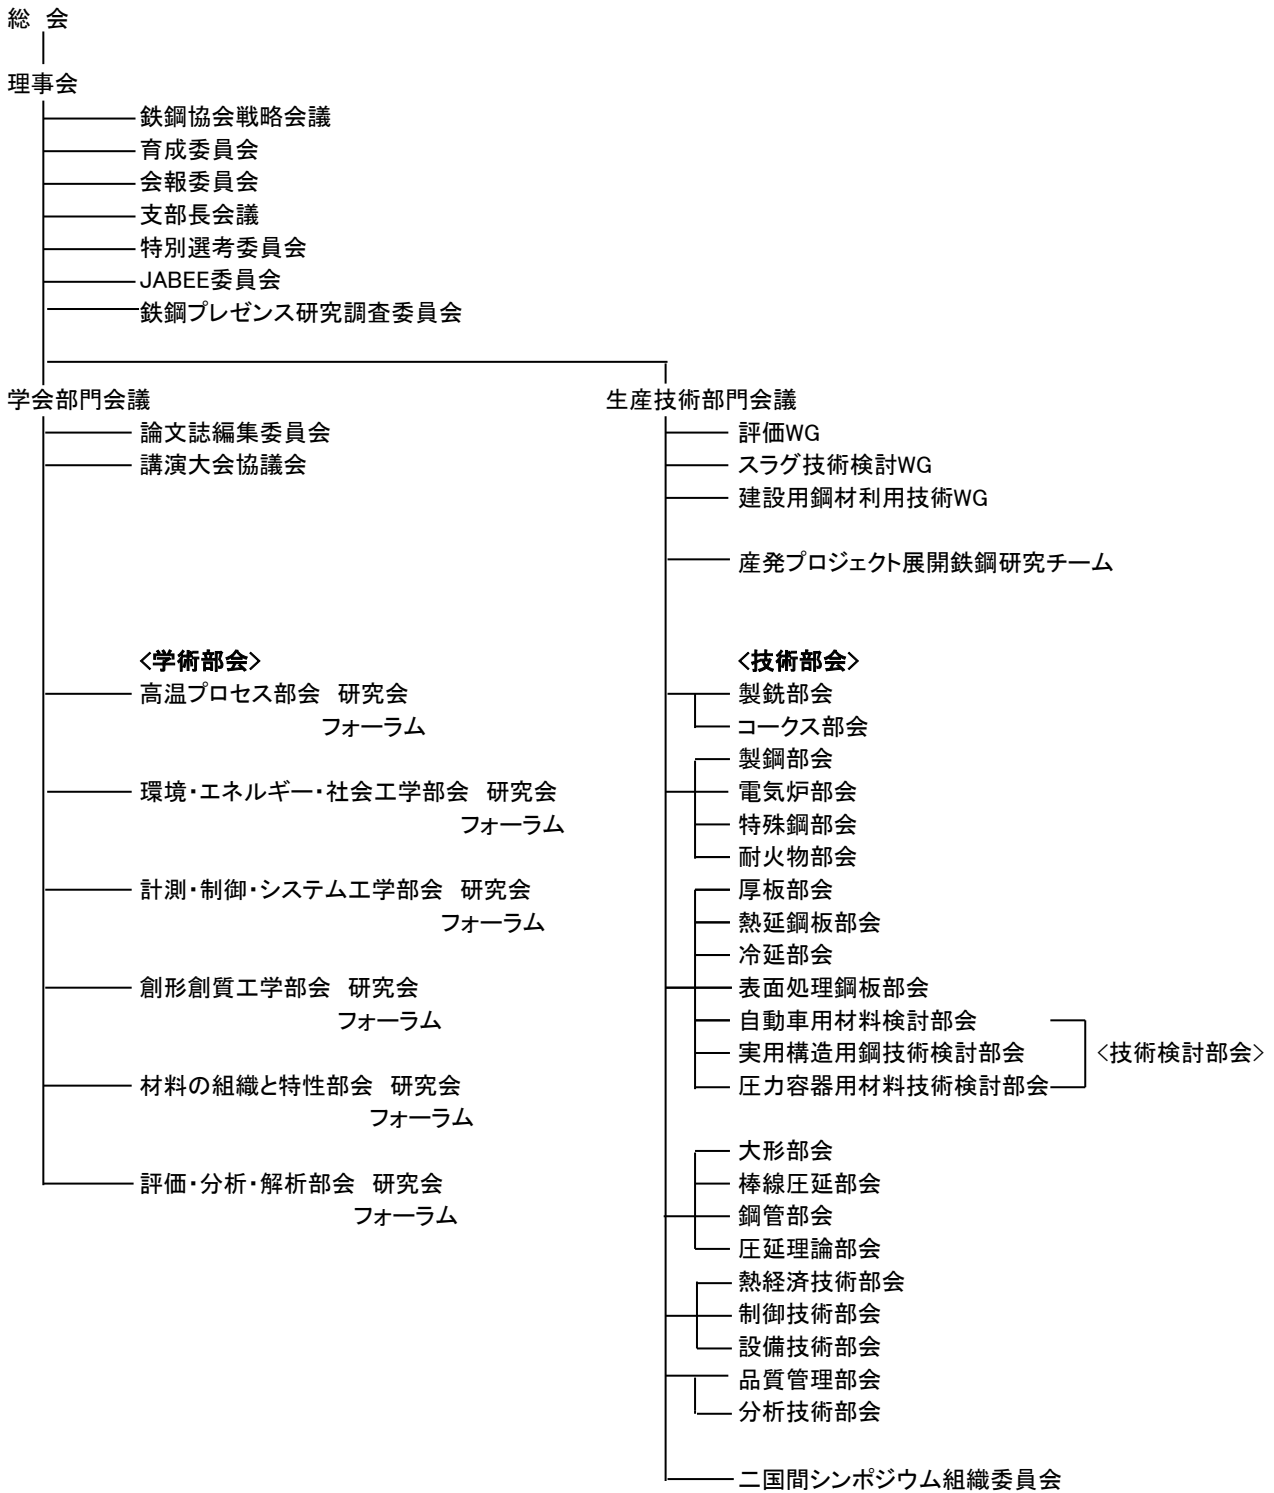 総　会
理事会
鉄鋼協会戦略会議
育成委員会
会報委員会
支部長会議
特別選考委員会
JABEE委員会
鉄鋼プレゼンス研究調査委員会
学会部門会議
論文誌編集委員会
講演大会協議会
<学術部会>
高温プロセス部会　研究会
フォーラム
環境・エネルギー・社会工学部会　研究会
フォーラム
計測・制御・システム工学部会　研究会
フォーラム
創形創質工学部会　研究会
フォーラム
材料の組織と特性部会　研究会
フォーラム
評価・分析・解析部会　研究会
フォーラム
生産技術部門会議
評価WG
スラグ技術検討WG
建設用鋼材利用技術WG
産発プロジェクト展開鉄鋼研究チーム
<技術部会>
製銑部会
コークス部会
製鋼部会
電気炉部会
特殊鋼部会
耐火物部会
厚板部会
熱延鋼板部会
冷延部会
表面処理鋼板部会
自動車用材料検討部会
実用構造用鋼技術検討部会
圧力容器用材料技術検討部会
<技術検討部会>
大形部会
棒線圧延部会
鋼管部会
圧延理論部会
熱経済技術部会
制御技術部会
設備技術部会
品質管理部会
分析技術部会
二国間シンポジウム組織委員会